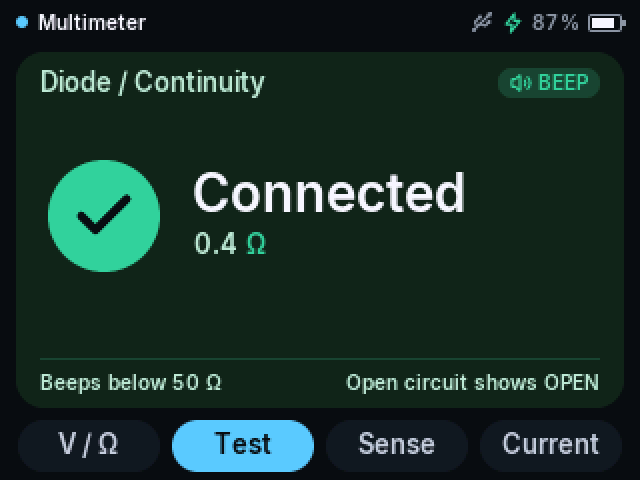 Multimeter
87%
Diode / Continuity
BEEP
Connected
0.4 Ω
Beeps below 50 Ω
Open circuit shows OPEN
V / Ω
Test
Sense
Current